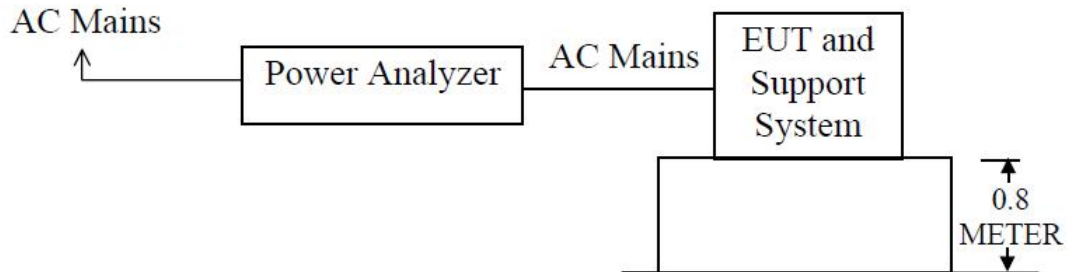 AC Mains
Power Analyzer
AC Mains
EUT and
Support
System
0.8
METER